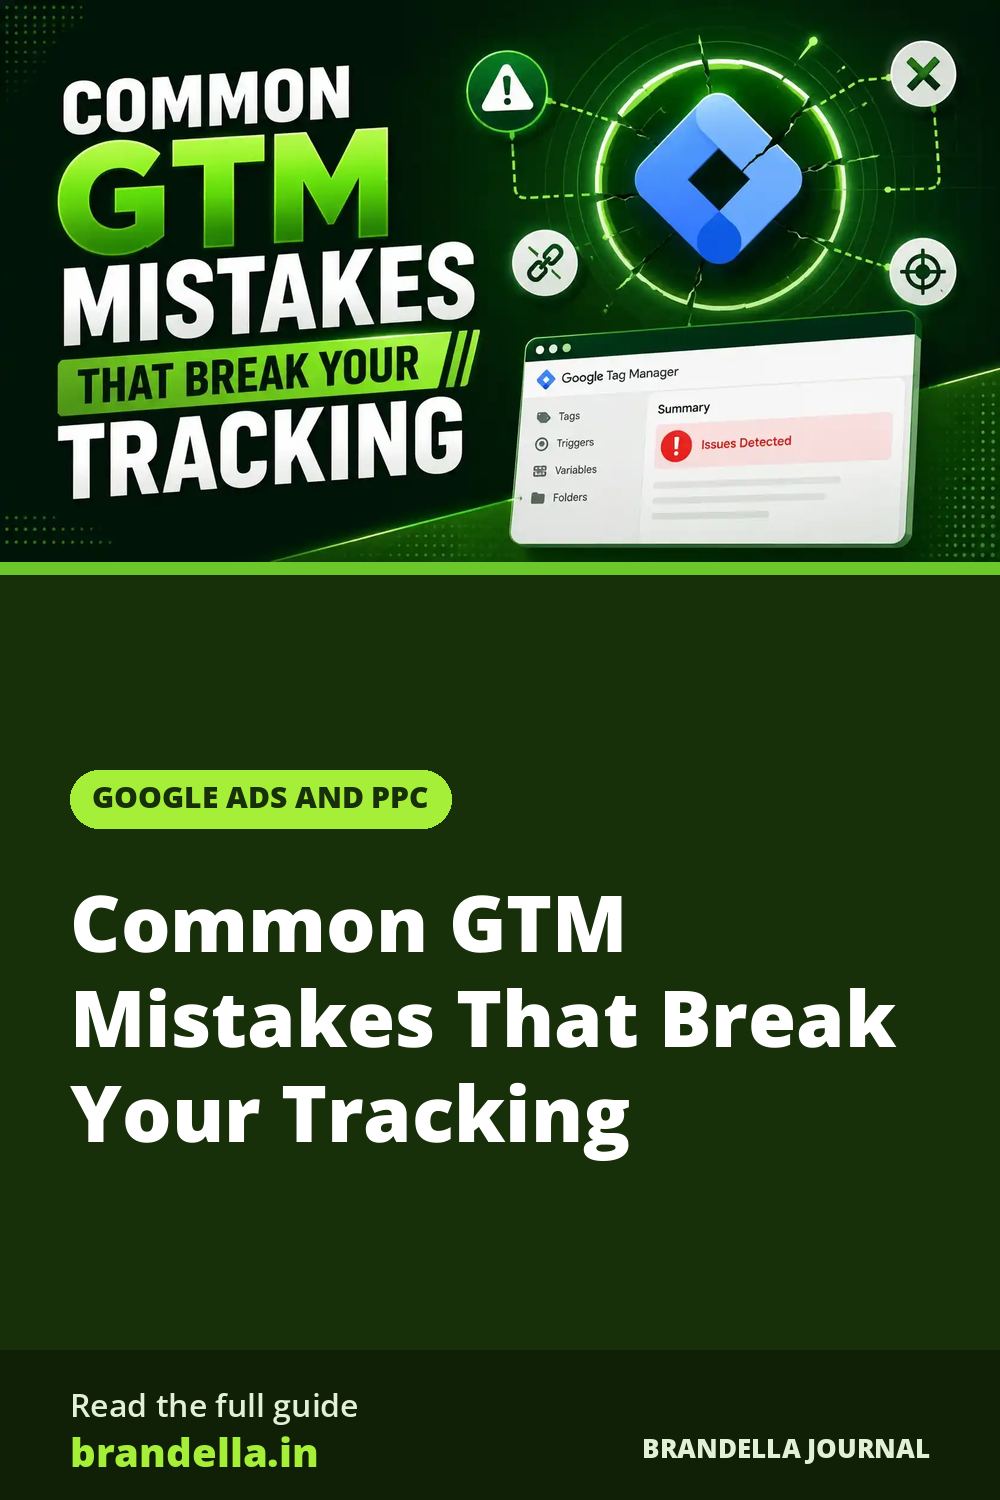 COMMON
GTM
MISTAKES
THAT BREAK YOUR
TRACKING
Google Tag Manager
Tags
Triggers
Variables
Folders
Summary
Issues Detected
GOOGLE ADS AND PPC
Common GTM
Mistakes That Break
Your Tracking
Read the full guide
brandella.in
BRANDELLA JOURNAL